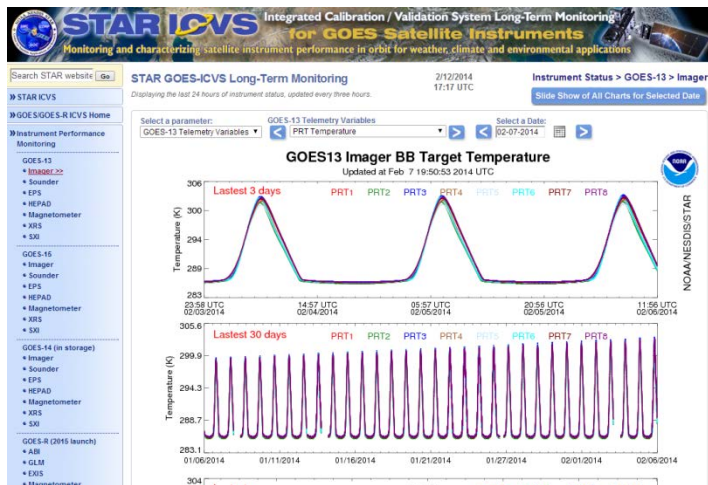 STAR ICVS
Integrated Calibration / Validation System Long-Term Monitoring
for GOES Satellite Instruments
Monitoring and characterizing satellite instrument performance in orbit for weather, climate and environmental applications
Search STAR website Go
STAR ICVS
GOES/GOES-R ICVS Home
Instrument Performance
Monitoring
GOES-13
Imager >>
Sounder
EPS
HEPAD
Magnetometer
XRS
SXI
GOES-15
Imager
Sounder
EPS
HEPAD
Magnetometer
XRS
SXI
GOES-14 (in storage)
Imager
Sounder
EPS
HEPAD
Magnetometer
XRS
SXI
GOES-R (2015 launch)
ABI
GLM
EXIS
Magnetometer
STAR GOES-ICVS Long-Term Monitoring
Displaying the last 24 hours of instrument status, updated every three hours.
2/12/2014
17:17 UTC
Instrument Status > GOES-13 > Imager
Slide Show of All Charts for Selected Date
Select a parameter: GOES-13 Telemetry Variables Select a Date:
GOES-13 Telemetry Variables PRT Temperature 02-07-2014
GOES13 Imager BB Target Temperature
Updated at Feb 7 19:50:53 2014 UTC
NOAA
NOAA/NESDIS/STAR
Lastest 3 days PRT1 PRT2 PRT3 PRT4 PRT5 PRT6 PRT7 PRT8
Temperature (K)
306
300
294
289
283
23:58 UTC 14:57 UTC 05:57 UTC 20:56 UTC 11:56 UTC
02/03/2014 02/04/2014 02/05/2014 02/05/2014 02/06/2014
Lastest 30 days PRT1 PRT2 PRT3 PRT4 PRT5 PRT6 PRT7 PRT8
Temperature (K)
305.6
299.9
294.3
288.7
283.1
01/06/2014 01/11/2014 01/16/2014 01/21/2014 01/27/2014 02/01/2014 02/06/2014
304